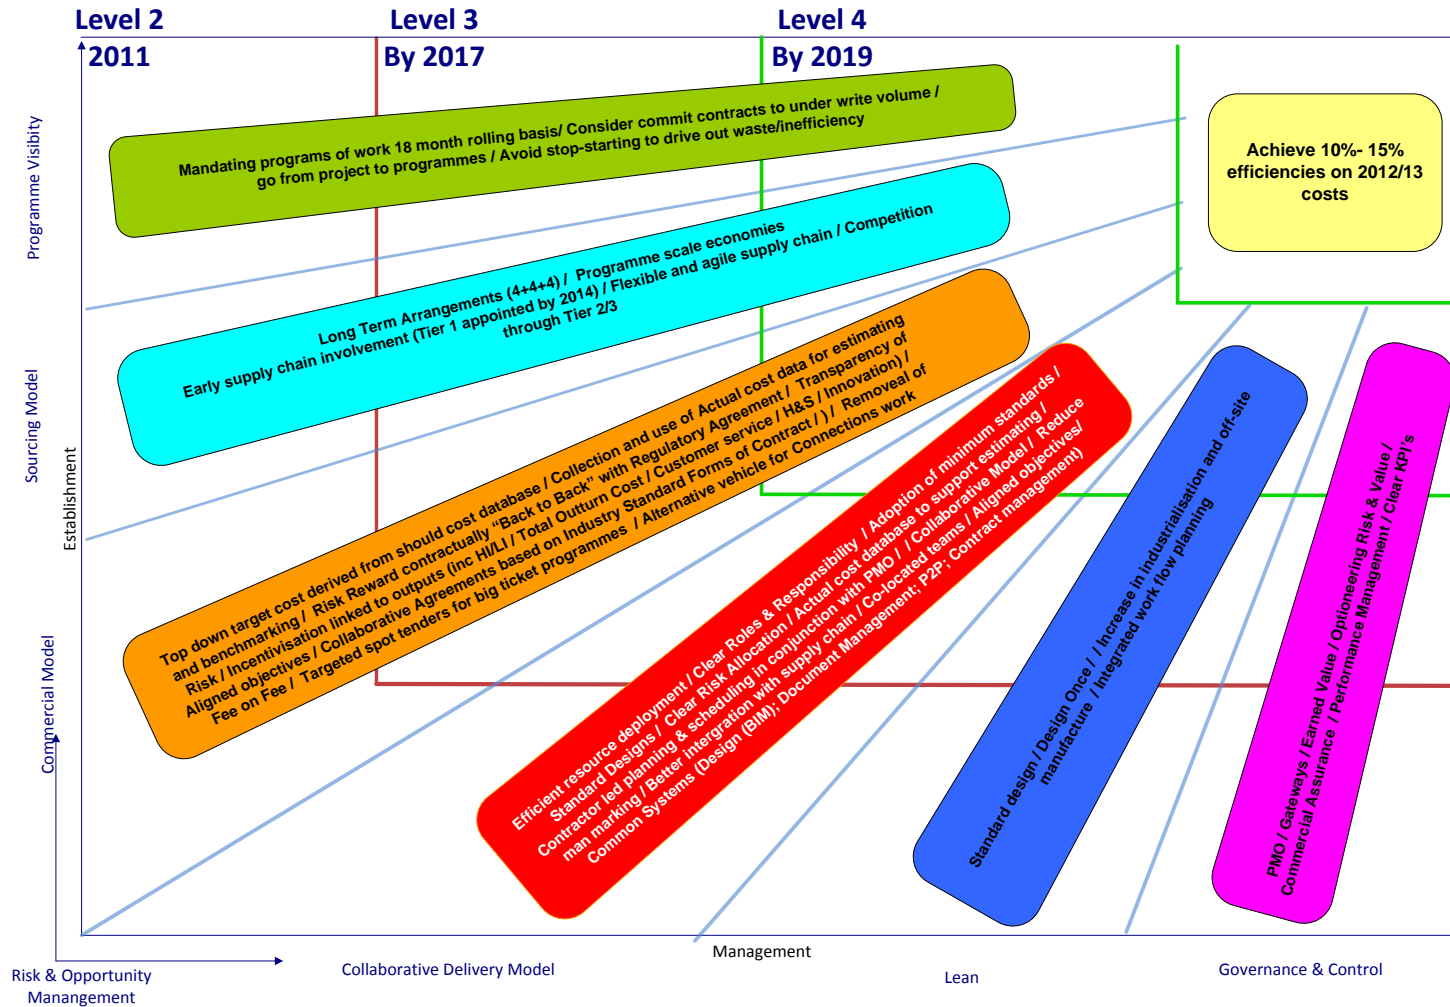 Level 2
2011
Level 3
By 2017
Level 4
By 2019
Programme Visibity
Sourcing Model
Establishment
Commercial Model
Mandating programs of work 18 month rolling basis/ Consider commit contracts to under write volume /
go from project to programmes / Avoid stop-starting to drive out waste/inefficiency
Achieve 10%- 15%
efficiencies on 2012/13
costs
Long Term Arrangements (4+4+4) / Programme scale economies
Early supply chain involvement (Tier 1 appointed by 2014) / Flexible and agile supply chain / Competition
through Tier 2/3
Top down target cost derived from should cost database / Collection and use of Actual cost data for estimating
and benchmarking / Risk Reward contractually “Back to Back” with Regulatory Agreement / Transparency of
Risk / Incentivisation linked to outputs (inc HI/LI / Total Outturn Cost / Customer service / H&S / Innovation) /
Aligned objectives / Collaborative Agreements based on Industry Standard Forms of Contract / ) / Removeal of
Fee on Fee / Targeted spot tenders for big ticket programmes / Alternative vehicle for Connections work
Efficient resource deployment / Clear Roles & Responsibility / Adoption of minimum standards /
Standard Designs / Clear Risk Allocation / Actual cost database to support estimating /
Contractor led planning & scheduling in conjunction with PMO / / Collaborative Model / Reduce
man marking / Better intergration with supply chain / Co-located teams / Aligned objectives/
Common Systems (Design (BIM); Document Management; P2P; Contract management)
Standard design / Design Once / / Increase in industrialisation and off-site
manufacture / Integrated work flow planning
PMO / Gateways / Earned Value / Optioneering Risk & Value /
Commercial Assurance / Performance Management / Clear KPI’s
Management
Risk & Opportunity
Manangement
Collaborative Delivery Model
Lean
Governance & Control